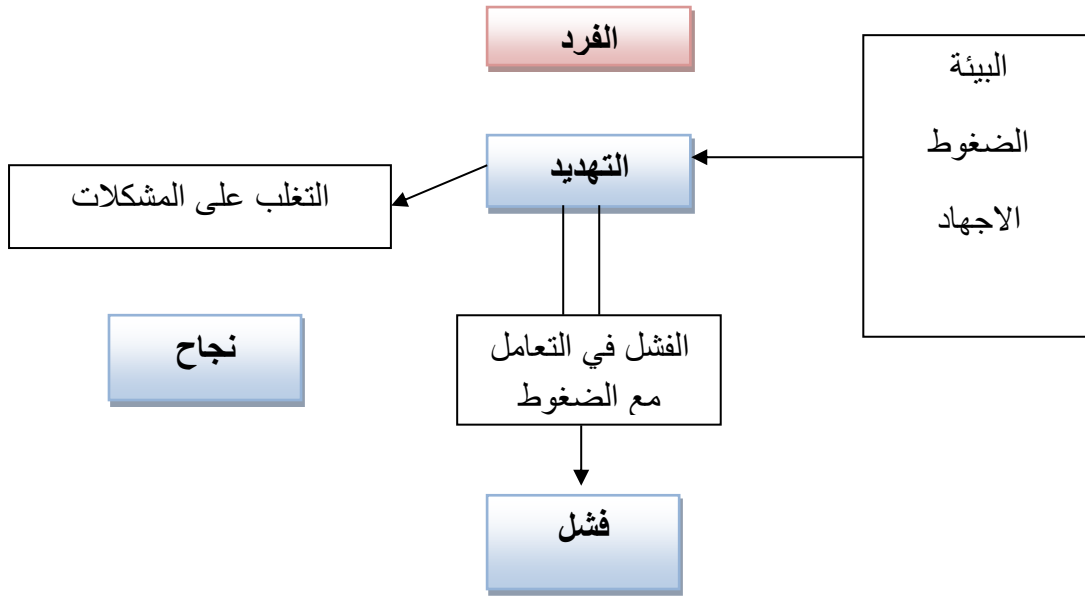 الفرد
البيئة
الضغوط
الاجهاد
التهديد
التغلب على المشكلات
نجاح
الفشل في التعامل
مع الضغوط
فشل